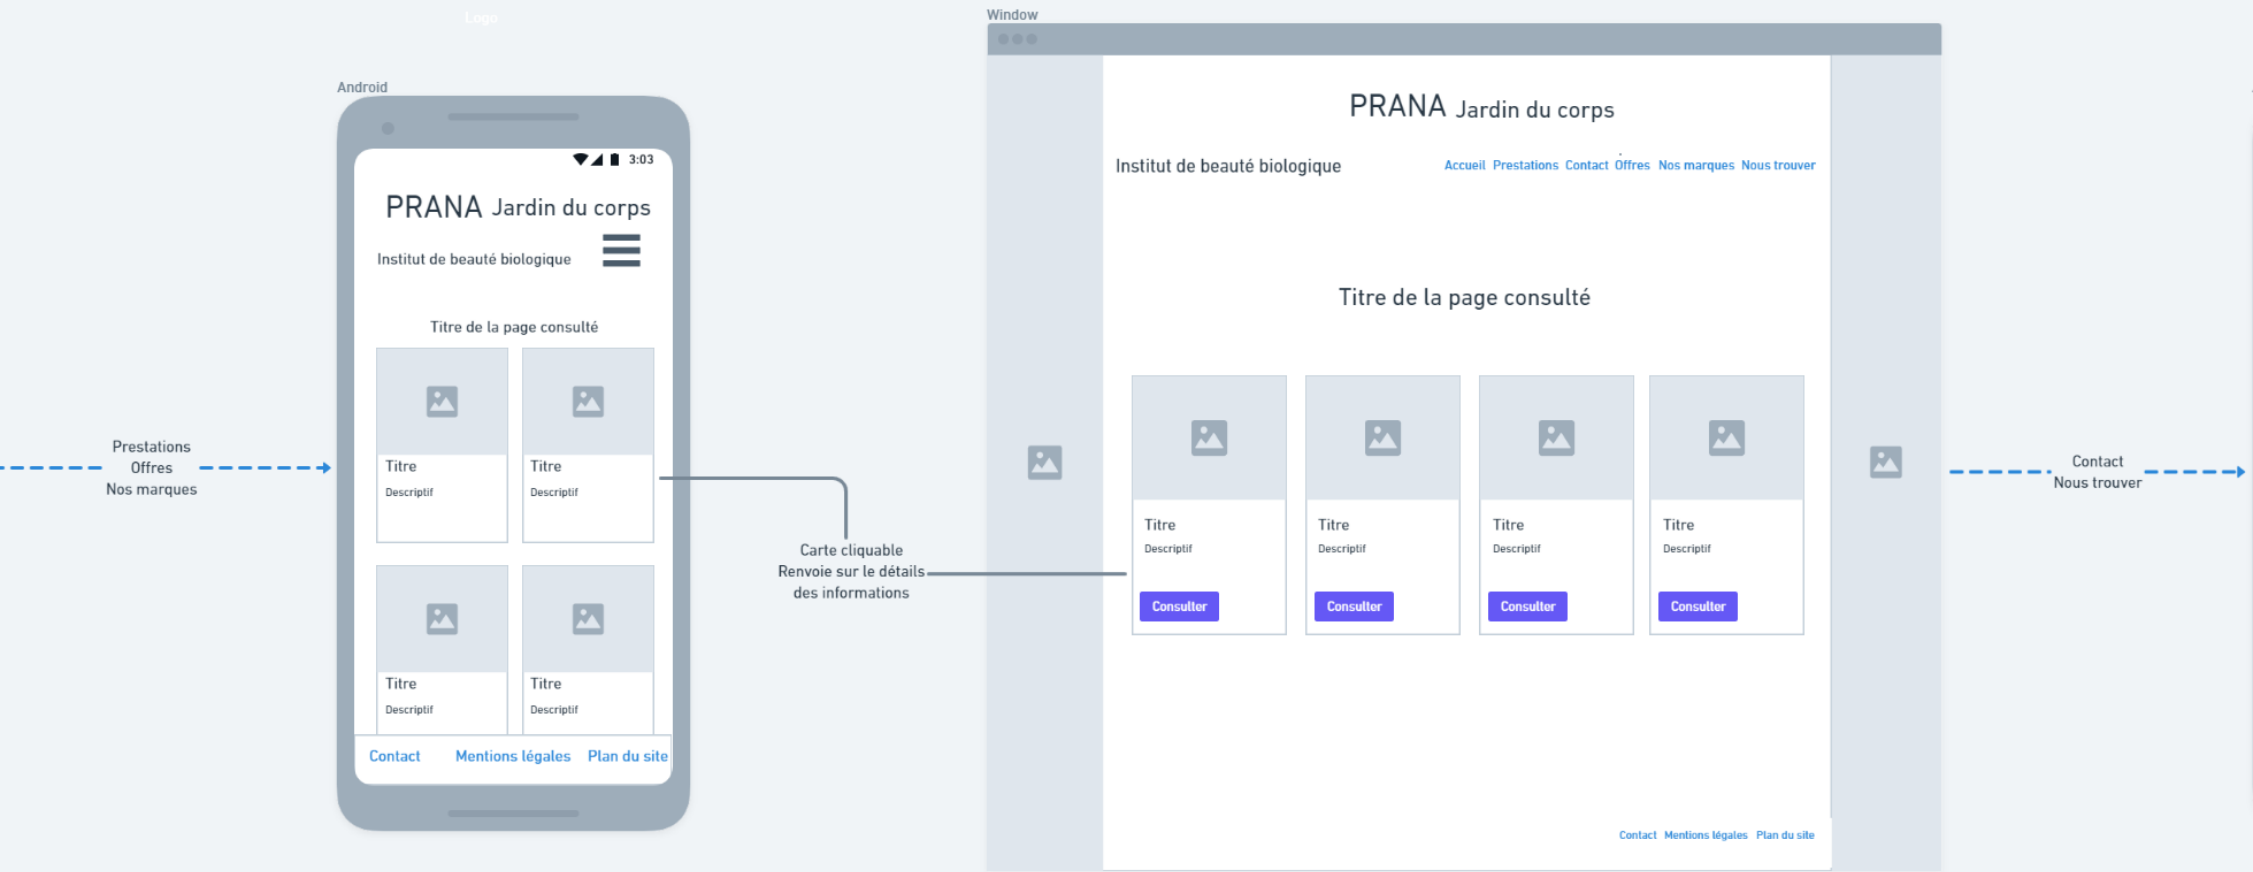 Logo
Window
Android
3:03
PRANA Jardin du corps
Institut de beauté biologique
Titre de la page consulté
Titre
Titre
Descriptif
Descriptif
Titre
Titre
Descriptif
Descriptif
Contact Mentions légales Plan du site
Prestations
Offres
Nos marques
Carte cliquable
Renvoie sur le détails
des informations
PRANA Jardin du corps
Institut de beauté biologique
Accueil Prestations Contact Offres Nos marques Nous trouver
Titre de la page consulté
Titre
Titre
Titre
Titre
Descriptif
Descriptif
Descriptif
Descriptif
Consulter
Consulter
Consulter
Consulter
Contact Mentions légales Plan du site
Contact
Nous trouver